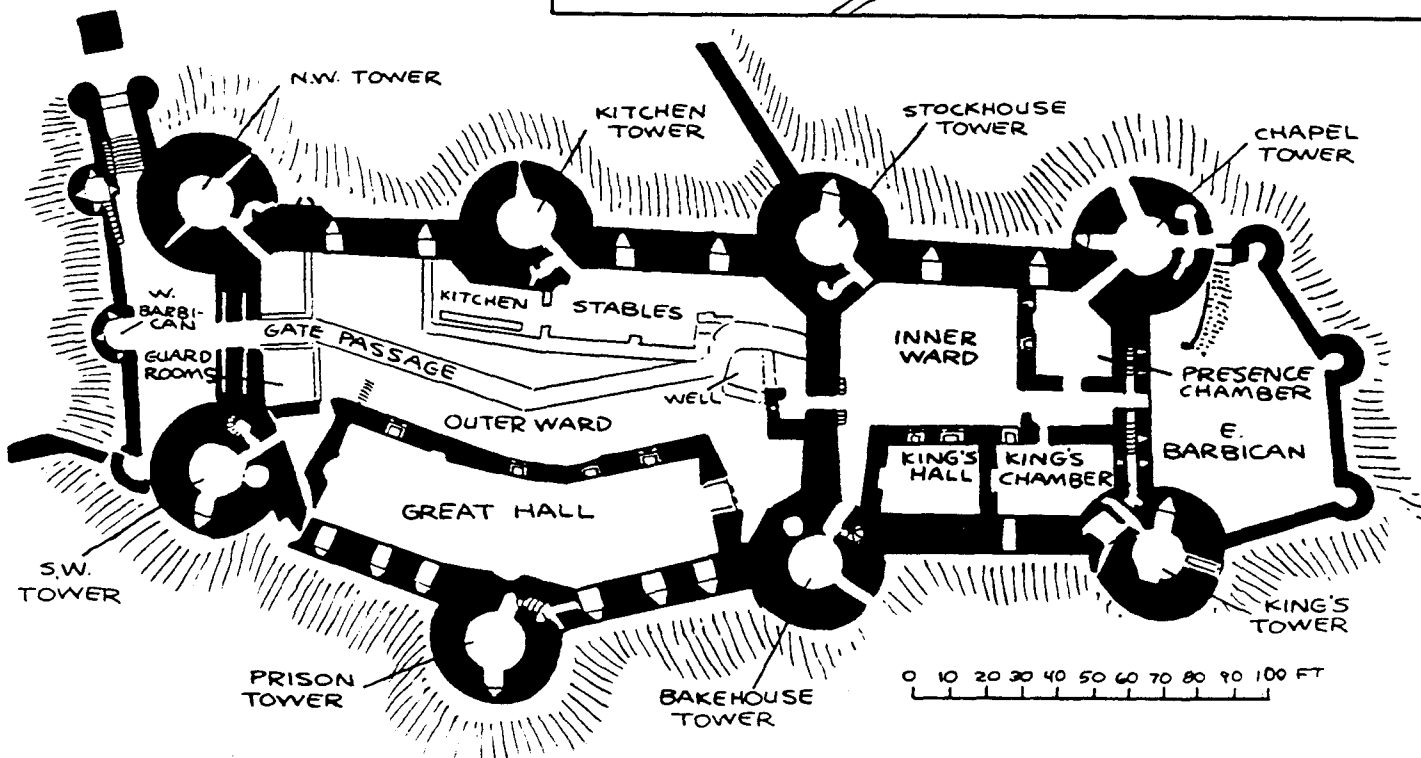 N.W. TOWER
KITCHEN
TOWER
STOCKHOUSE
TOWER
CHAPEL
TOWER
W.
BARBI-
CAN
GUARD
ROOMS
GATE PASSAGE
KITCHEN
STABLES
WELL
OUTER WARD
INNER
WARD
PRESENCE
CHAMBER
E.
BARBICAN
KING'S
HALL
KING'S
CHAMBER
GREAT HALL
S.W.
TOWER
PRISON
TOWER
BAKEHOUSE
TOWER
KING'S
TOWER
0 10 20 30 40 50 60 70 80 90 100 FT